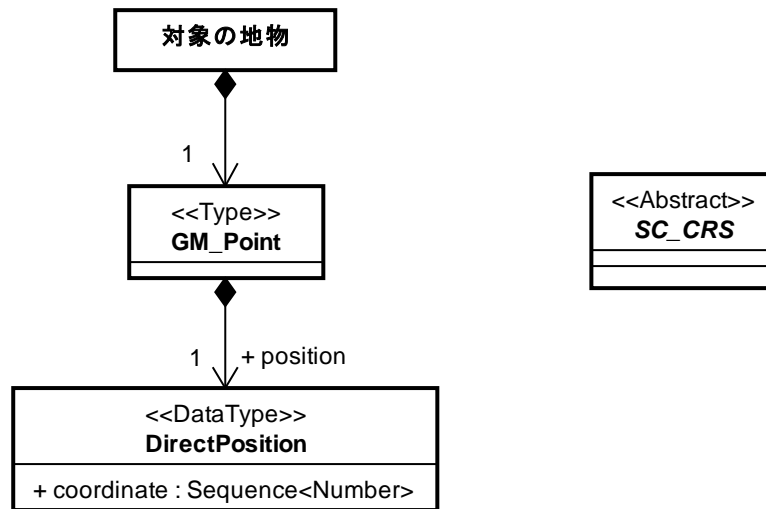 対象の地物
1
<<Type>>
GM_Point
<<Abstract>>
SC_CRS
1 + position
<<DataType>>
DirectPosition
+ coordinate : Sequence<Number>